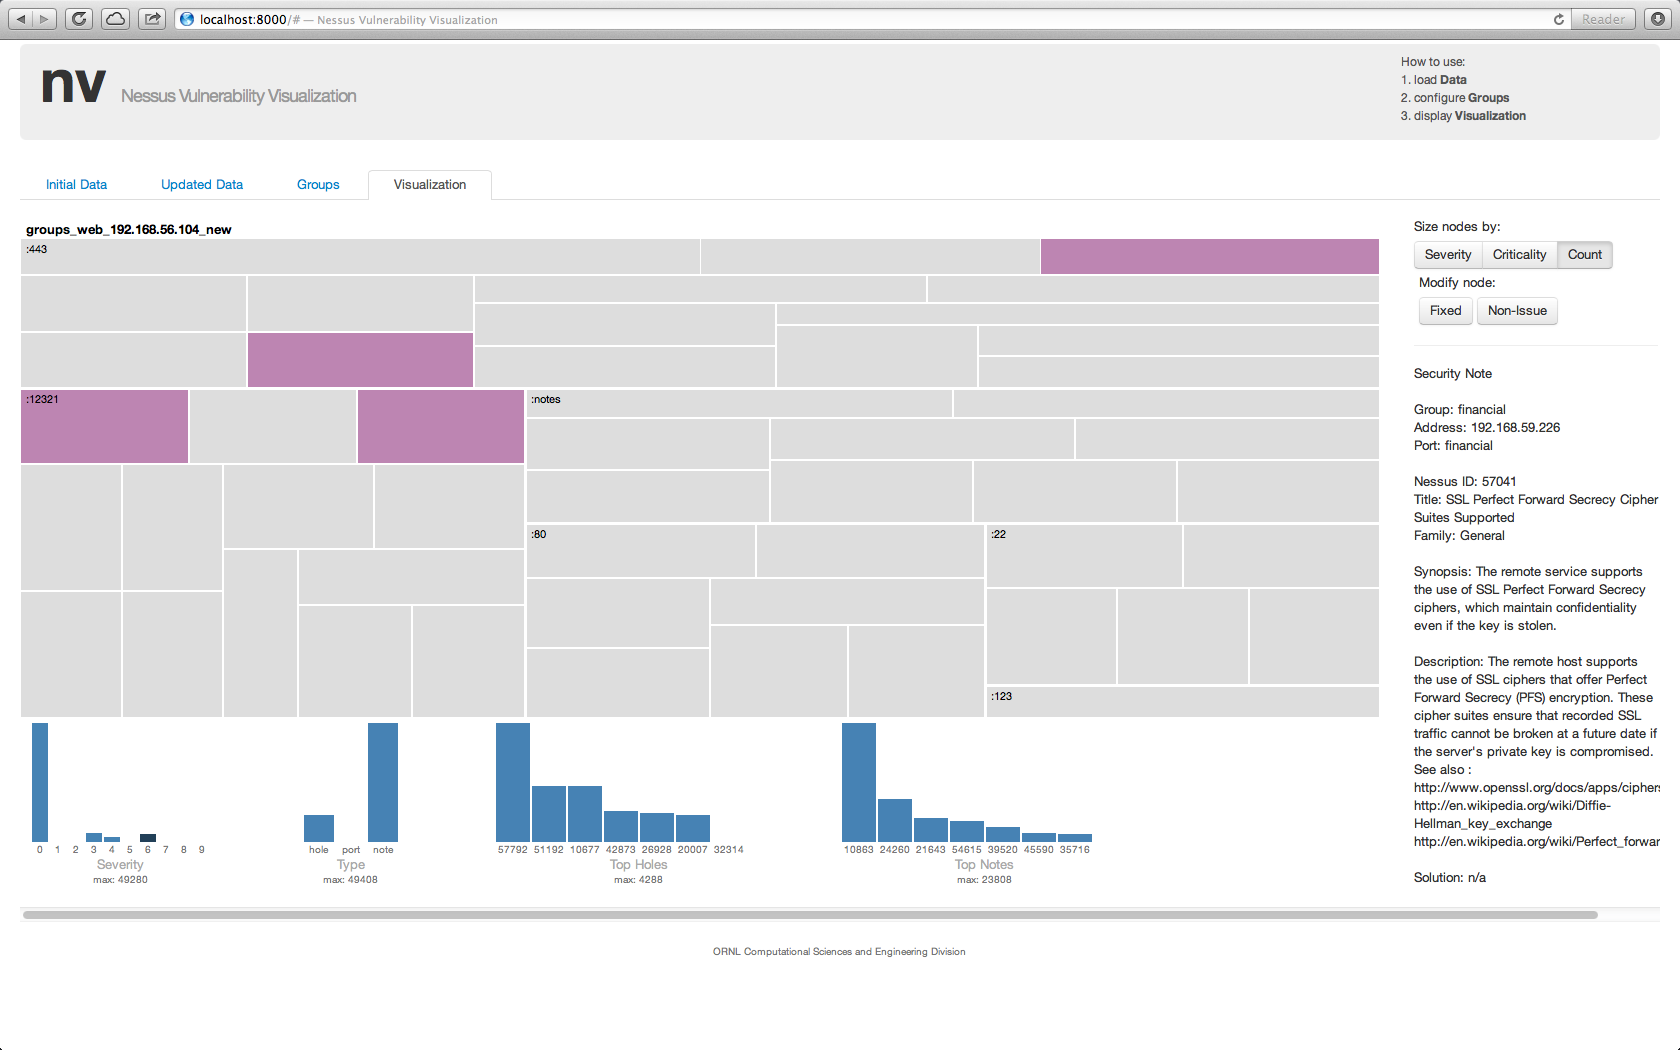 localhost:8000/# — Nessus Vulnerability Visualization
Reader
nv Nessus Vulnerability Visualization
How to use:
1. load Data
2. configure Groups
3. display Visualization
Initial Data
Updated Data
Groups
Visualization
groups_web_192.168.56.104_new
:443
:12321
:notes
:80
:22
:123
0 1 2 3 4 5 6 7 8 9
Severity
max: 49280
hole port note
Type
max: 49408
57792 51192 10677 42873 26928 20007 32314
Top Holes
max: 4288
10863 24260 21643 54615 39520 45590 35716
Top Notes
max: 23808
Size nodes by:
Severity Criticality Count
Modify node:
Fixed Non-Issue
Security Note
Group: financial
Address: 192.168.59.226
Port: financial
Nessus ID: 57041
Title: SSL Perfect Forward Secrecy Cipher
Suites Supported
Family: General
Synopsis: The remote service supports
the use of SSL Perfect Forward Secrecy
ciphers, which maintain confidentiality
even if the key is stolen.
Description: The remote host supports
the use of SSL ciphers that offer Perfect
Forward Secrecy (PFS) encryption. These
cipher suites ensure that recorded SSL
traffic cannot be broken at a future date if
the server's private key is compromised.
See also :
http://www.openssl.org/docs/apps/ciphers
http://en.wikipedia.org/wiki/Diffie-
Hellman_key_exchange
http://en.wikipedia.org/wiki/Perfect_forwar
Solution: n/a
ORNL Computational Sciences and Engineering Division